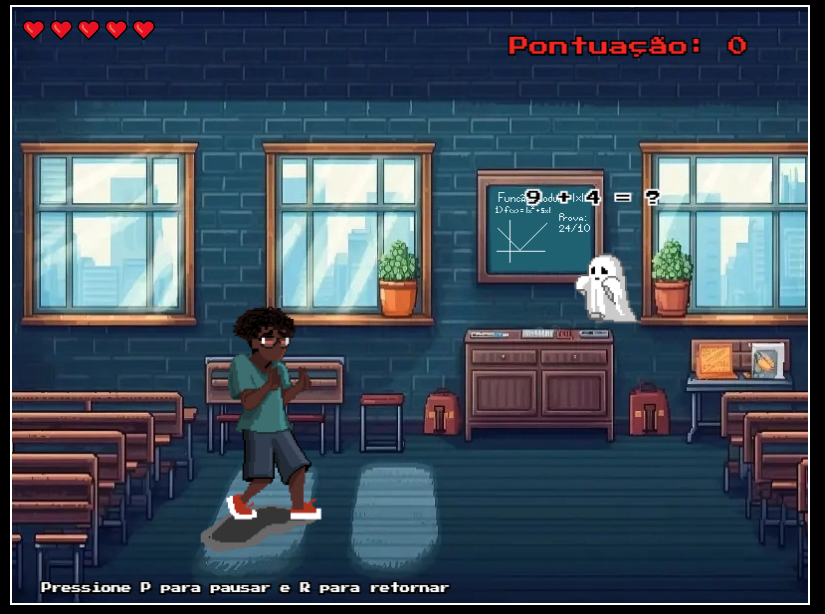 Pontuação: 0
9 + 4 = ?
Prova:
24/10
Pressione P para pausar e R para retornar